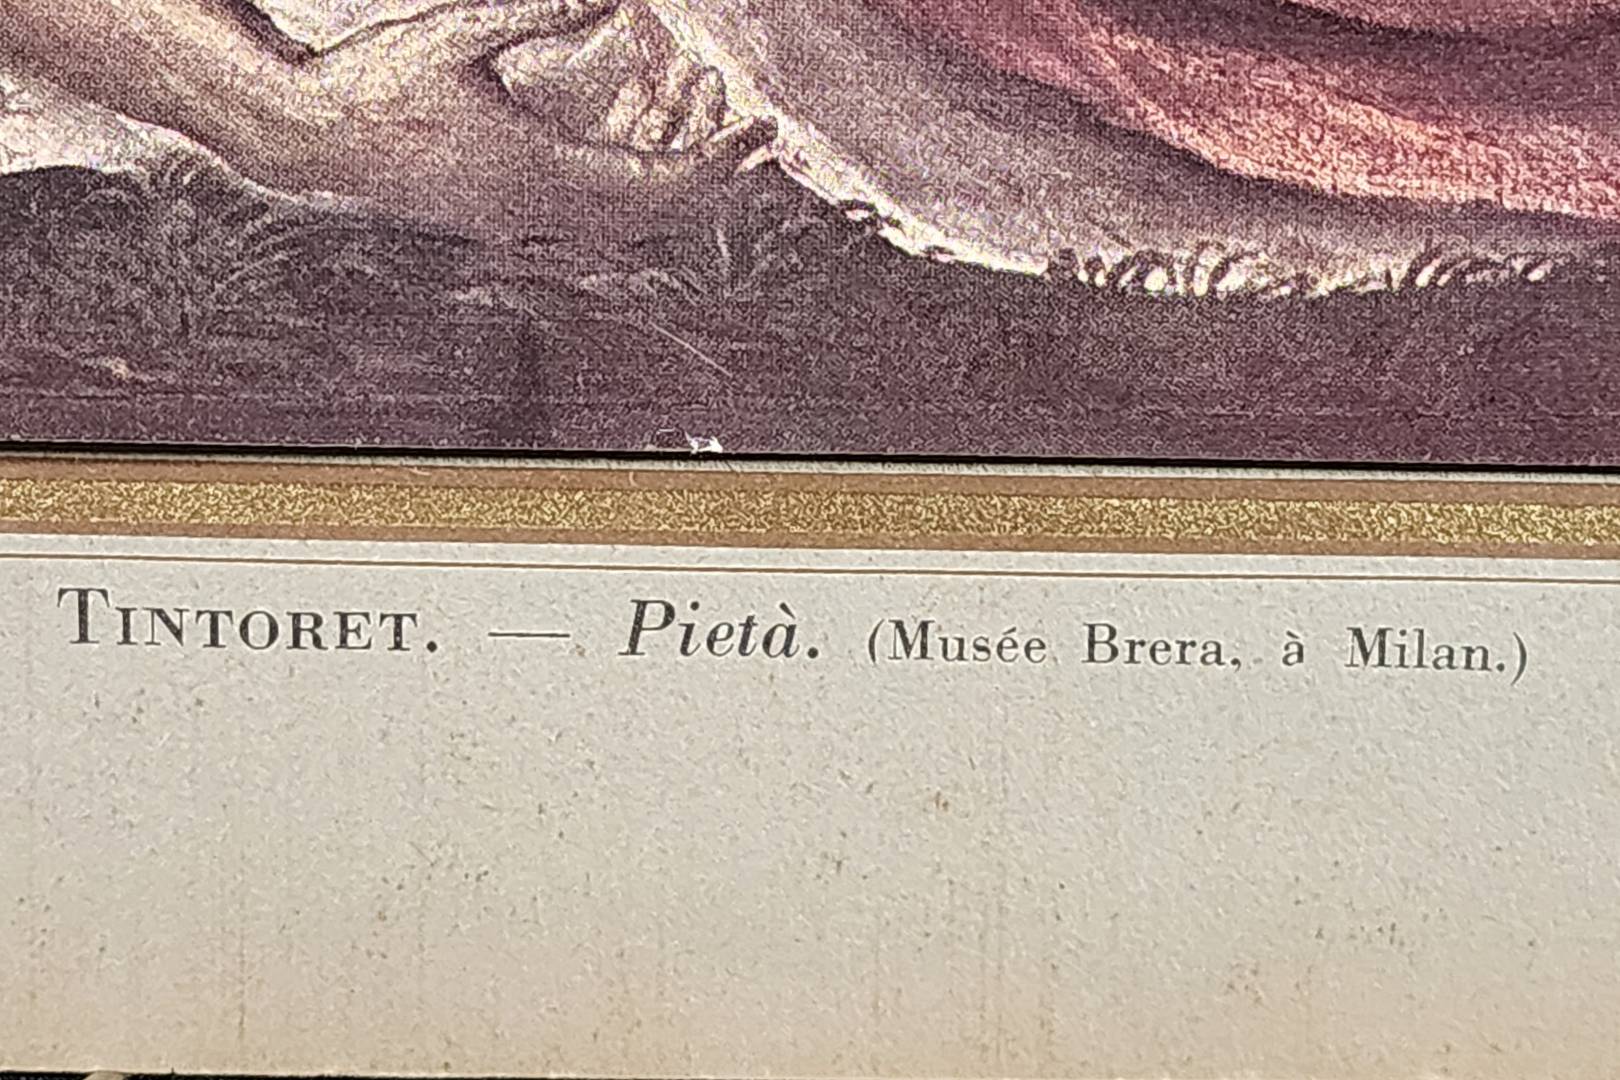 TINTORET. — Pietà. (Musée Brera, à Milan.)